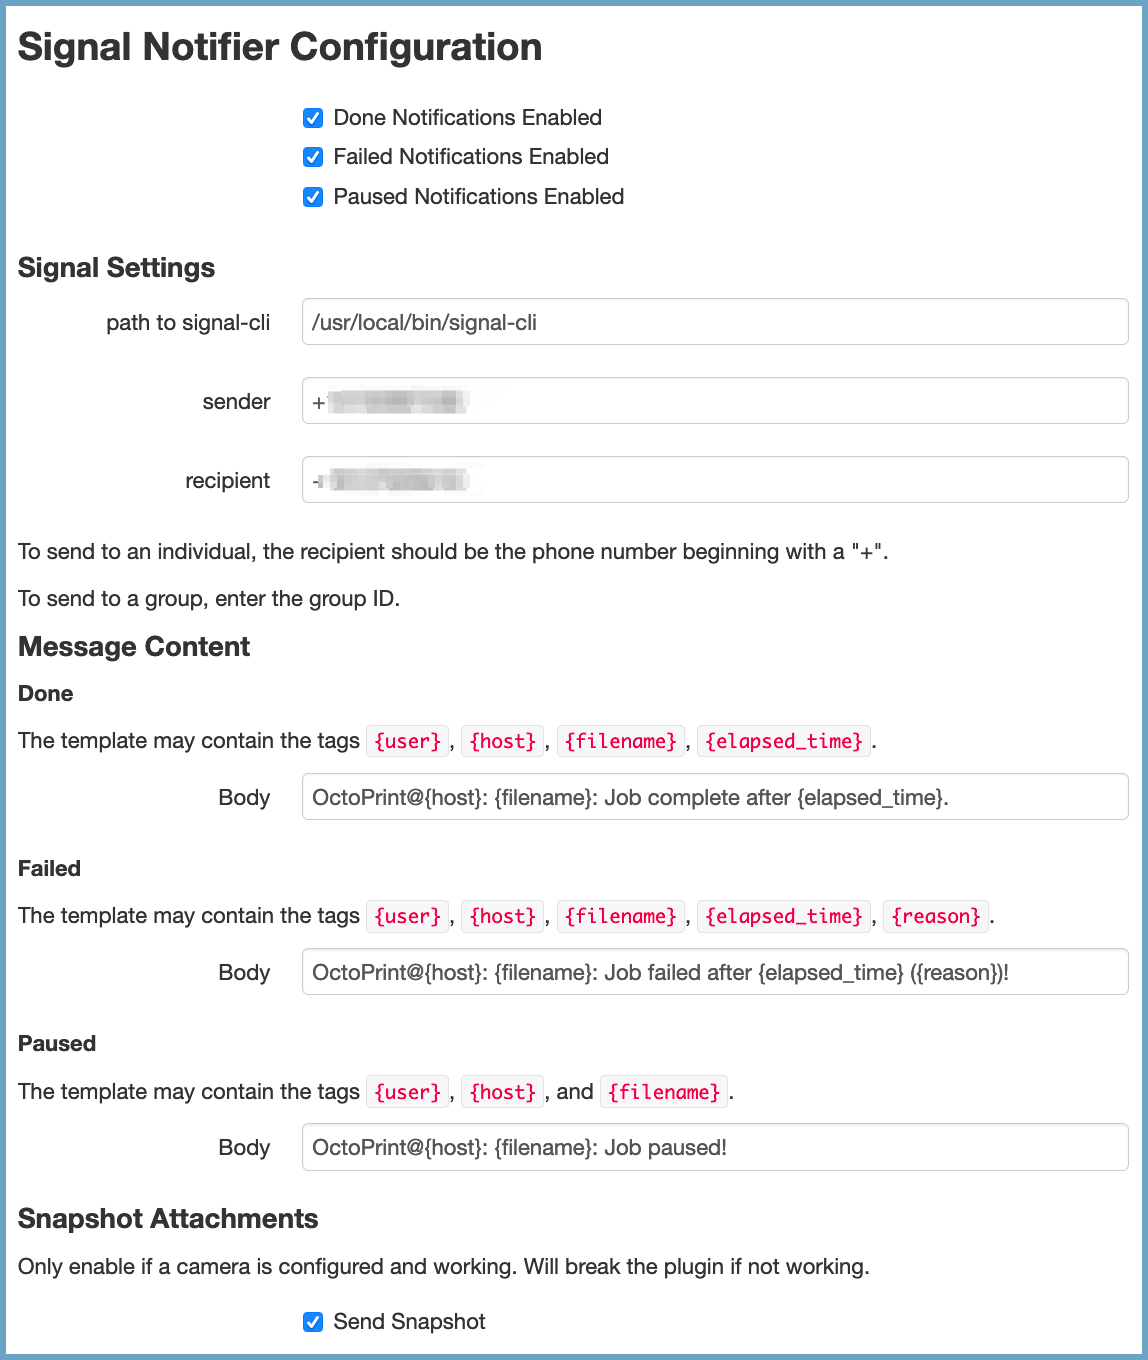 Signal Notifier Configuration
Done Notifications Enabled
Failed Notifications Enabled
Paused Notifications Enabled
Signal Settings
path to signal-cli /usr/local/bin/signal-cli
sender +
recipient
To send to an individual, the recipient should be the phone number beginning with a "+".
To send to a group, enter the group ID.
Message Content
Done
The template may contain the tags {user}, {host}, {filename}, {elapsed_time}.
Body OctoPrint@{host}: {filename}: Job complete after {elapsed_time}.
Failed
The template may contain the tags {user}, {host}, {filename}, {elapsed_time}, {reason}.
Body OctoPrint@{host}: {filename}: Job failed after {elapsed_time} ({reason})!
Paused
The template may contain the tags {user}, {host}, and {filename}.
Body OctoPrint@{host}: {filename}: Job paused!
Snapshot Attachments
Only enable if a camera is configured and working. Will break the plugin if not working.
Send Snapshot